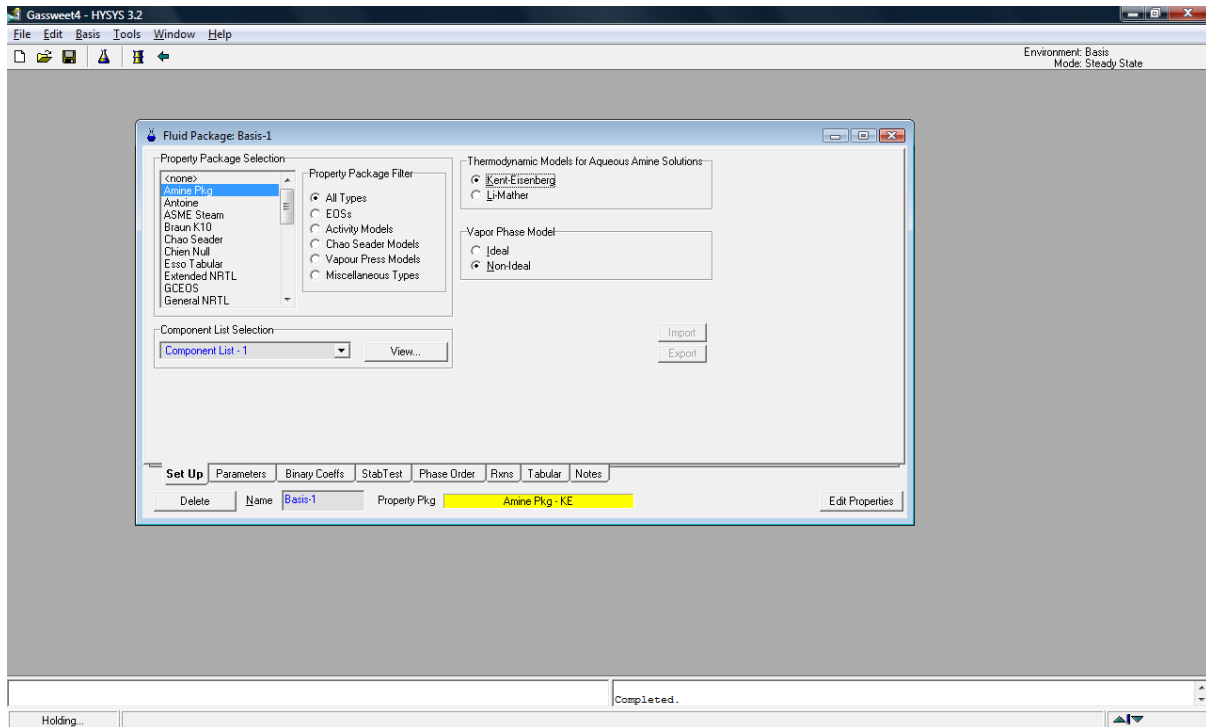 Gassweet4 - HYSYS 3.2
File Edit Basis Tools Window Help
Environment: Basis
Mode: Steady State
Fluid Package: Basis-1
Property Package Selection
<none>
Amine Pkg
Antoine
ASME Steam
Braun K10
Chao Seader
Chien Null
Esso Tabular
Extended NRTL
GCEOS
General NRTL
Property Package Filter
All Types
EOSs
Activity Models
Chao Seader Models
Vapour Press Models
Miscellaneous Types
Thermodynamic Models for Aqueous Amine Solutions
Kent-Eisenberg
Li-Mather
Vapor Phase Model
Ideal
Non-Ideal
Component List Selection
Component List - 1
View...
Import
Export
Set Up Parameters Binary Coeffs StabTest Phase Order Rxns Tabular Notes
Delete Name Basis-1 Property Pkg Amine Pkg - KE Edit Properties
Completed.
Holding...